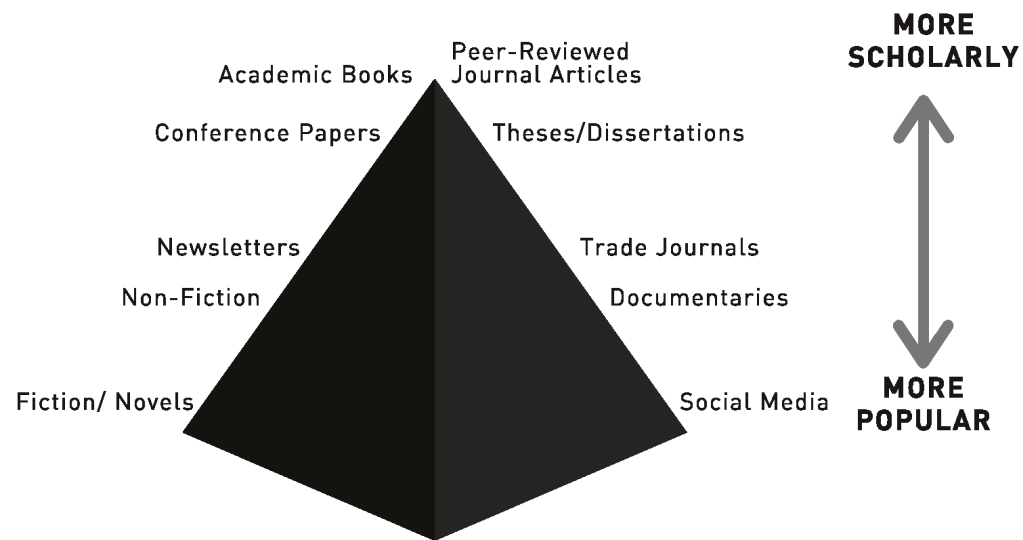 MORE
SCHOLARLY
Peer-Reviewed
Academic Books
Journal Articles
Conference Papers
Theses/Dissertations
Newsletters
Trade Journals
Non-Fiction
Documentaries
Fiction/ Novels
Social Media
MORE
POPULAR